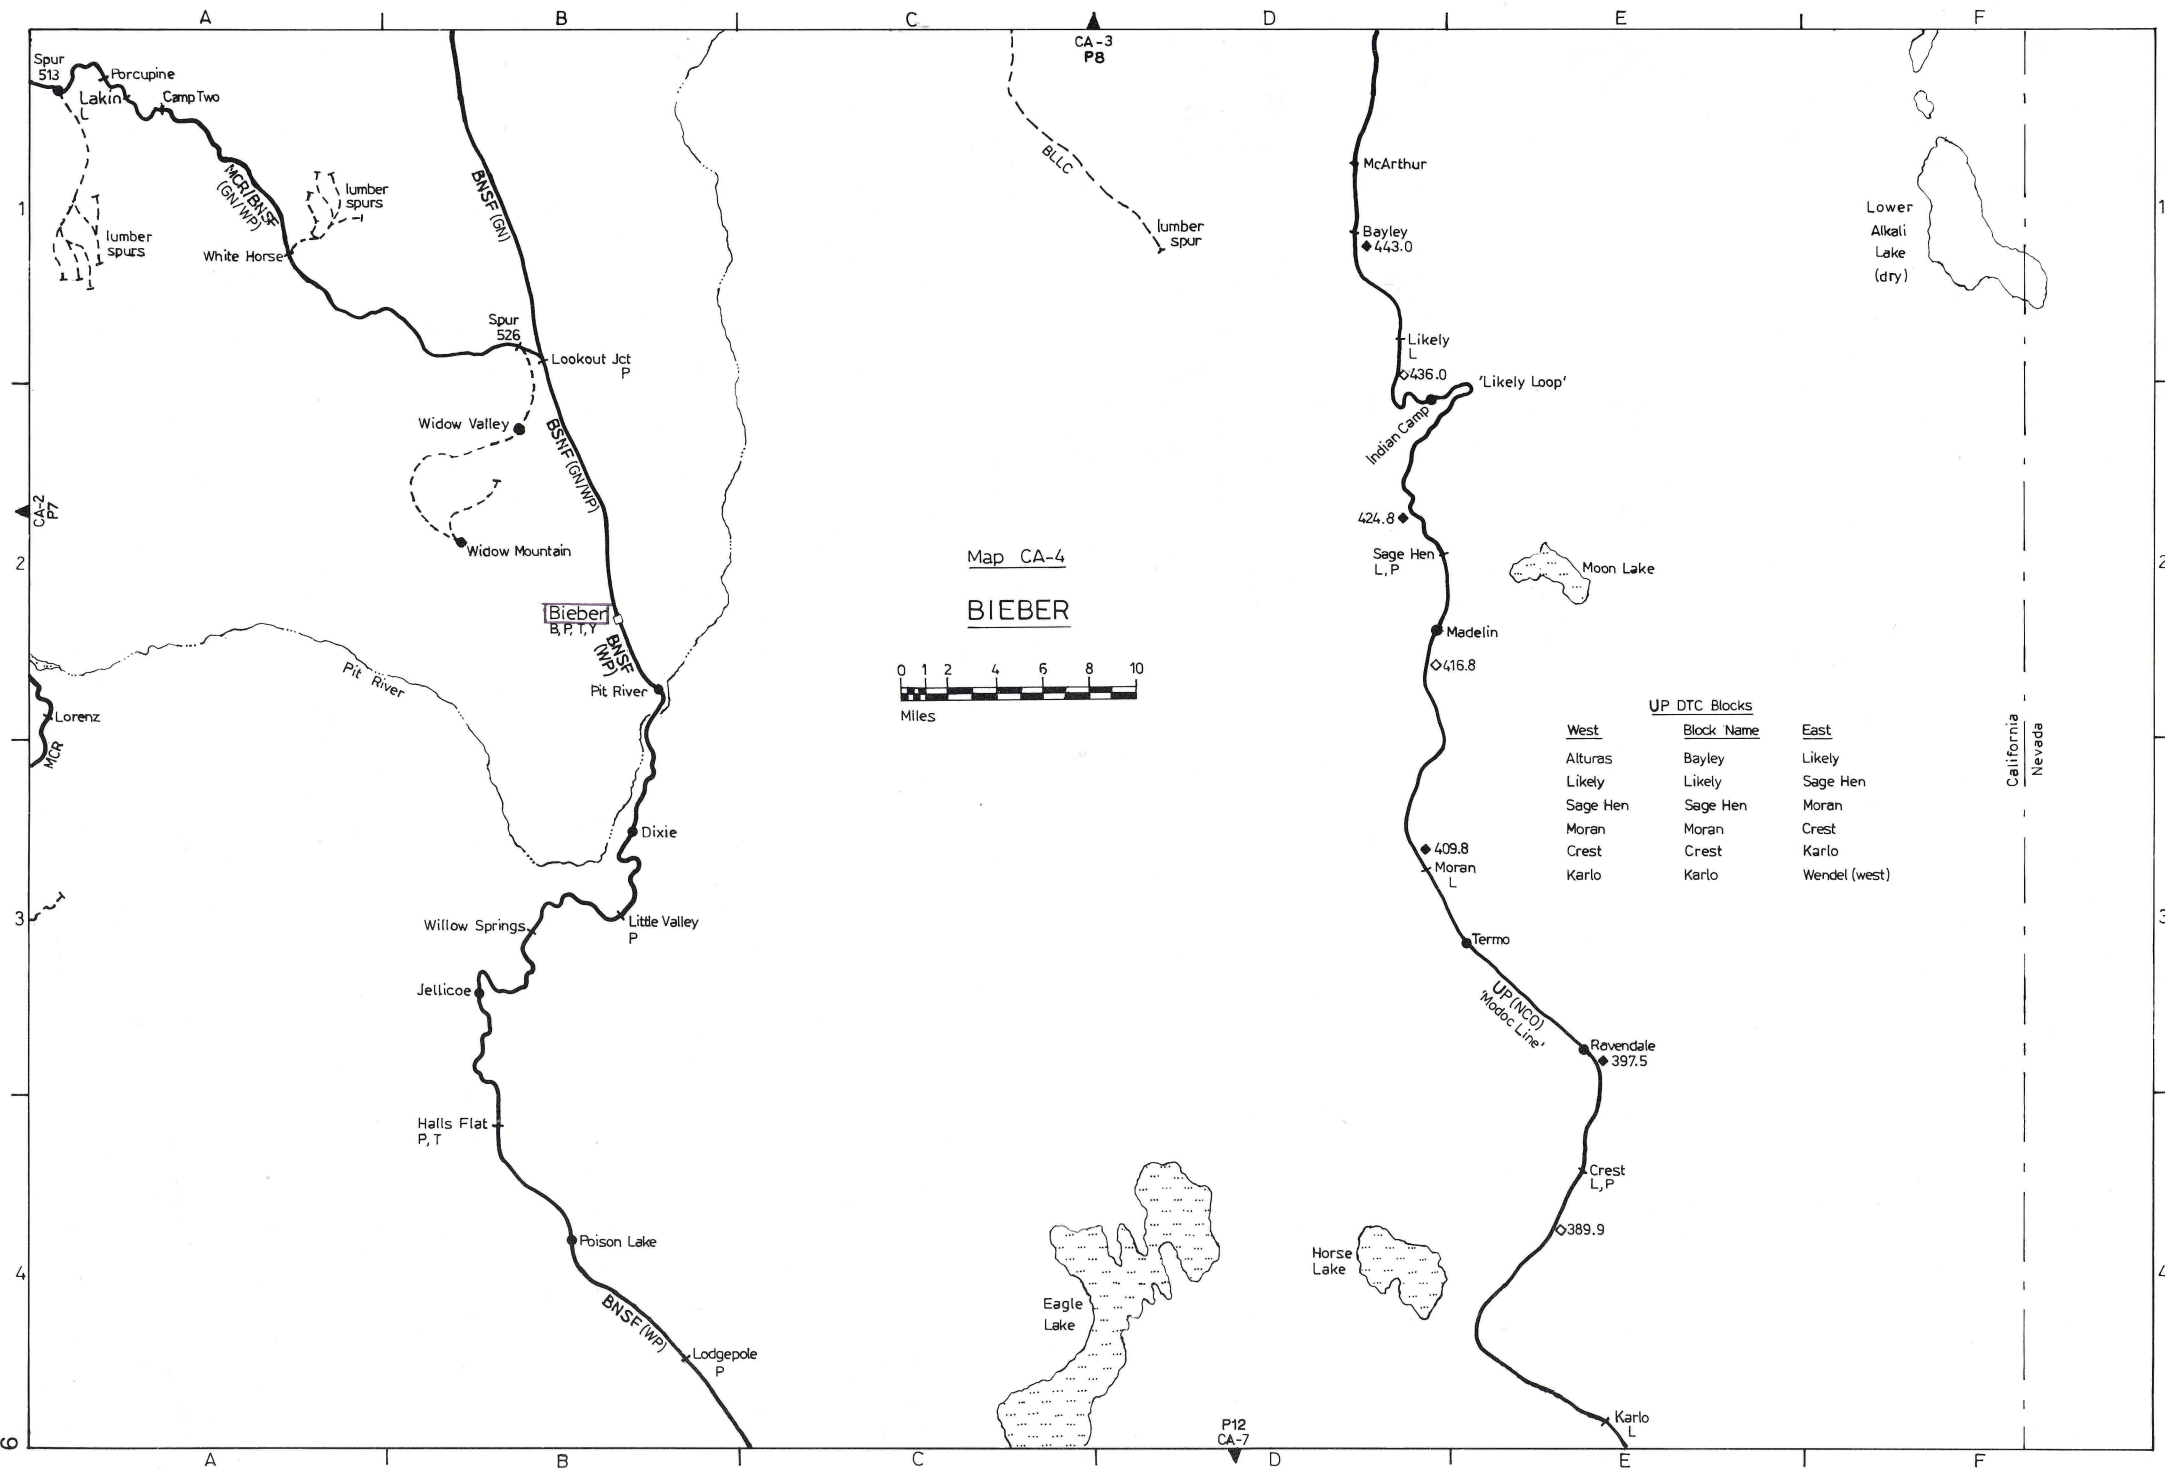 A B C D E F
CA-3
P8
Spur
513
Porcupine
Lakin
L
Camp Two
MCR/BNSF
(GN/WP)
lumber
spurs
lumber
spurs
White Horse
BNSF (GN)
BLLC
lumber
spur
McArthur
Bayley
443.0
Lower
Alkali
Lake
(dry)
1
1
Spur
526
Lookout Jct
P
Likely
L
436.0
'Likely Loop'
Indian Camp
Widow Valley
BSNF (GN/WP)
CA-2
P7
Widow Mountain
424.8
Sage Hen
L, P
Moon Lake
2
2
Map CA-4
BIEBER
Bieber
B, P, T, Y
BNSF
(WP)
Pit River
Pit River
0 1 2 4 6 8 10
Miles
Madelin
416.8
Lorenz
MCR
UP DTC Blocks
West Block Name East
Alturas Bayley Likely
Likely Likely Sage Hen
Sage Hen Sage Hen Moran
Moran Moran Crest
Crest Crest Karlo
Karlo Karlo Wendel (west)
California
Nevada
Dixie
409.8
Moran
L
3
3
Willow Springs
Little Valley
P
Termo
Jellicoe
UP (NCO)
'Modoc Line'
Ravendale
397.5
Halls Flat
P, T
Crest
L, P
389.9
Poison Lake
Horse
Lake
Eagle
Lake
4
4
BNSF (WP)
Lodgepole
P
Karlo
L
P12
CA-7
6
A B C D E F